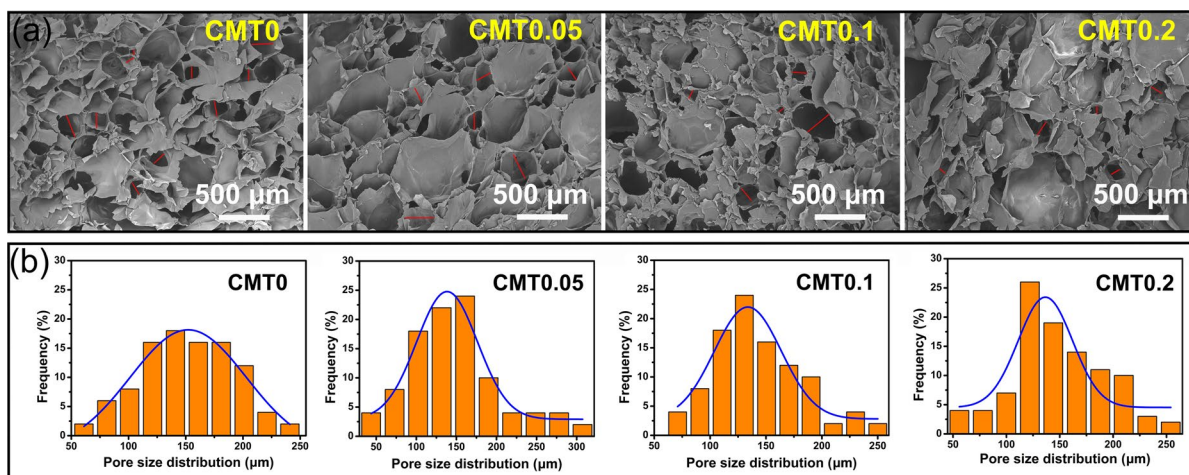 (a)
CMT0
CMT0.05
CMT0.1
CMT0.2
500 µm
500 µm
500 µm
500 µm
(b)
CMT0
30
25
20
15
10
5
0
Frequency (%)
50
100
150
200
250
Pore size distribution (µm)
CMT0.05
30
25
20
15
10
5
0
Frequency (%)
50
100
150
200
250
300
Pore size distribution (µm)
CMT0.1
30
25
20
15
10
5
0
Frequency (%)
50
100
150
200
250
Pore size distribution (µm)
CMT0.2
30
25
20
15
10
5
0
Frequency (%)
50
100
150
200
250
Pore size distribution (µm)